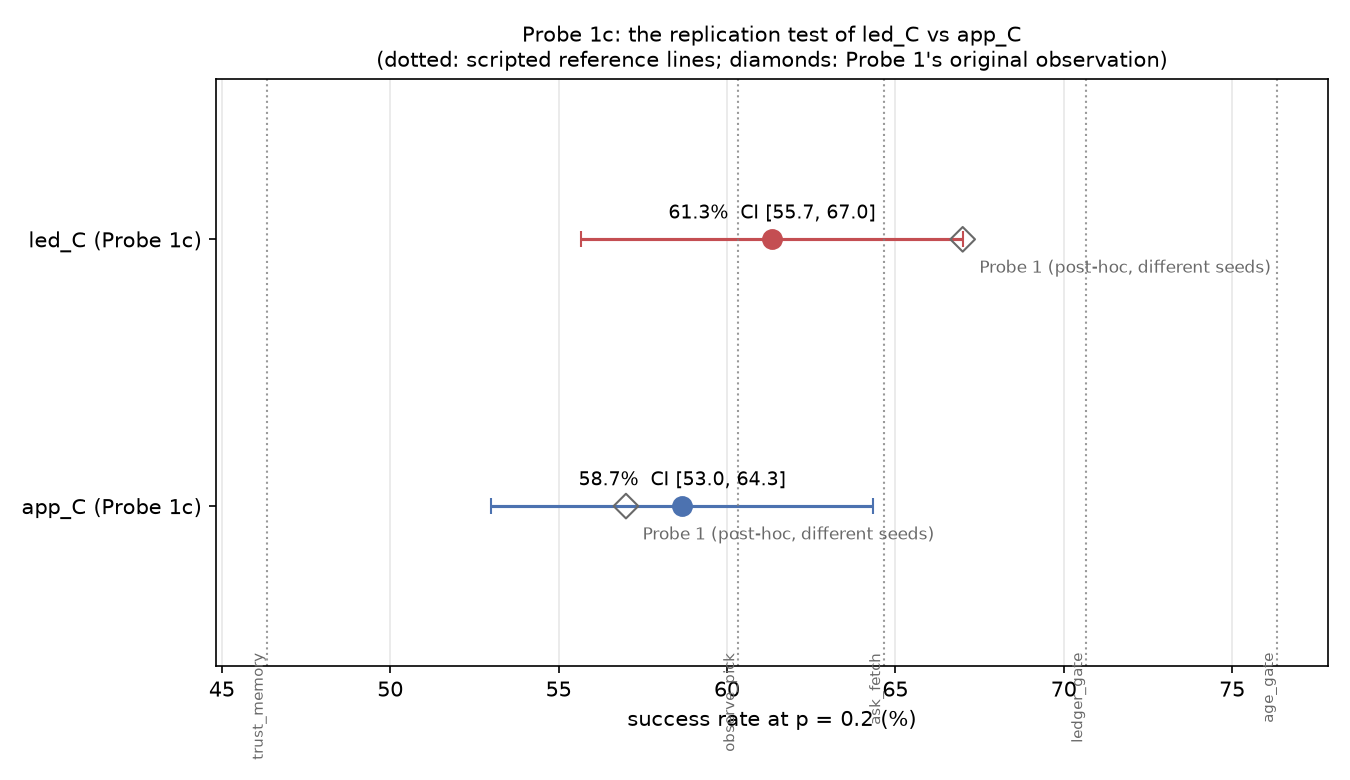 Probe 1c: the replication test of led_C vs app_C
(dotted: scripted reference lines; diamonds: Probe 1's original observation)
61.3%  CI [55.7, 67.0]
led_C (Probe 1c)
Probe 1 (post-hoc, different seeds)
58.7%  CI [53.0, 64.3]
app_C (Probe 1c)
Probe 1 (post-hoc, different seeds)
45 50 55 60 65 70 75
trust_memory
observe_pick
ask_fetch
ledger_gate
age_gate
success rate at p = 0.2 (%)